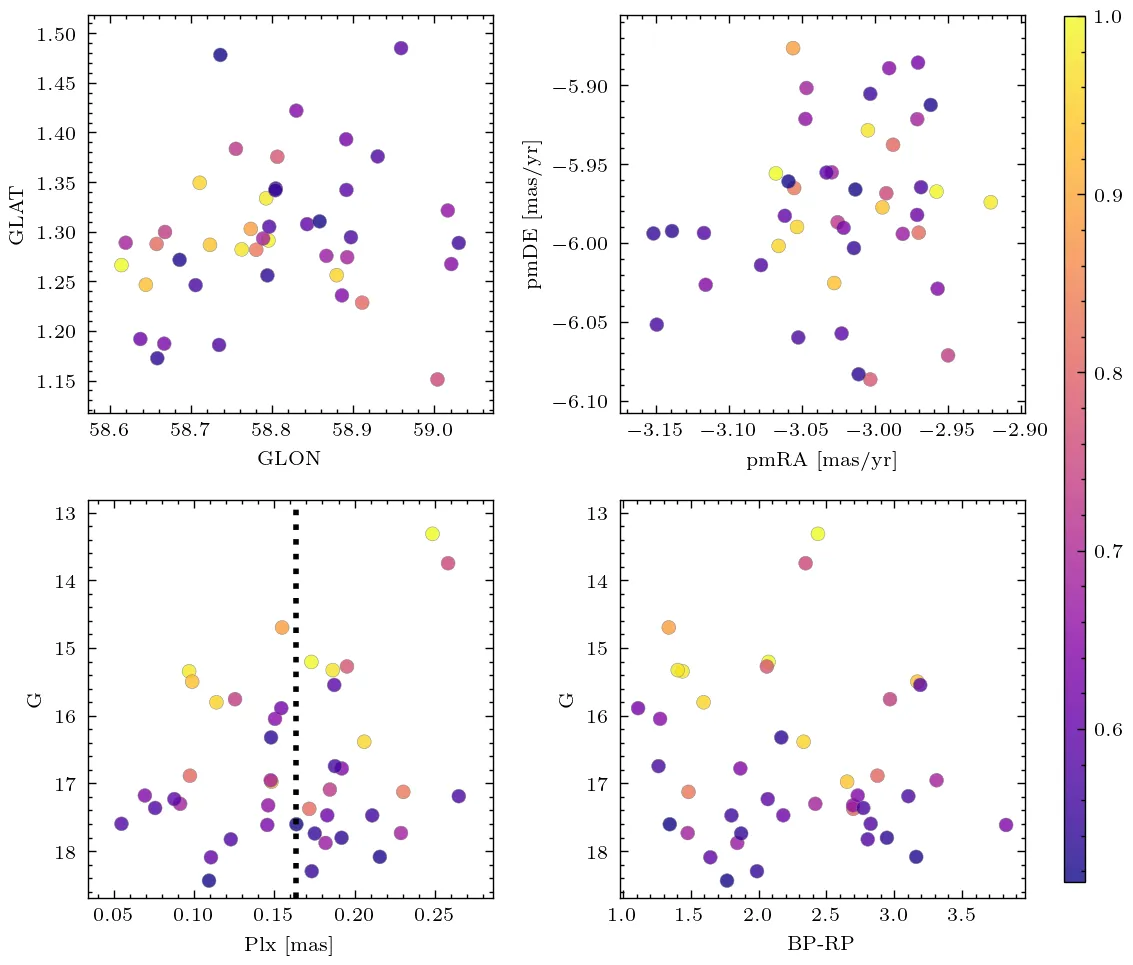 1.50
1.45
1.40
1.35
1.30
1.25
1.20
1.15
GLAT
58.6 58.7 58.8 58.9 59.0
GLON
−5.90
−5.95
−6.00
−6.05
−6.10
pmDE [mas/yr]
−3.15 −3.10 −3.05 −3.00 −2.95 −2.90
pmRA [mas/yr]
13
14
15
16
17
18
G
0.05 0.10 0.15 0.20 0.25
Plx [mas]
13
14
15
16
17
18
G
1.0 1.5 2.0 2.5 3.0 3.5
BP-RP
1.0
0.9
0.8
0.7
0.6